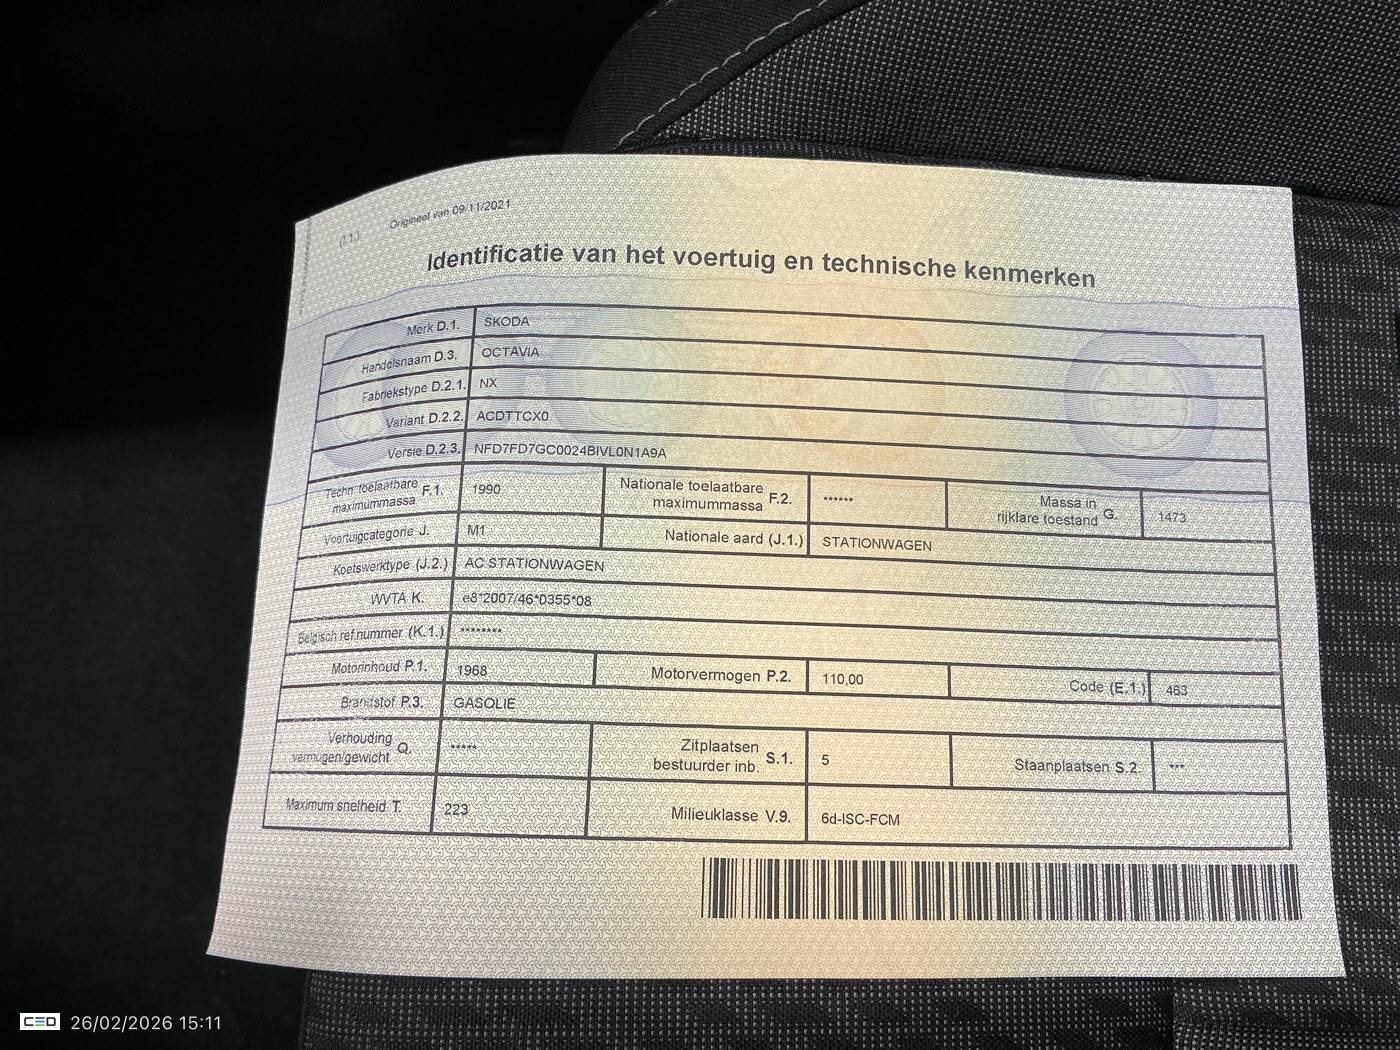 (1.1.) Origineel van 09/11/2021
Identificatie van het voertuig en technische kenmerken
Merk D.1. SKODA
Handelsnaam D.3. OCTAVIA
Fabriekstype D.2.1. NX
Variant D.2.2. ACDTTCX0
Versie D.2.3. NFD7FD7GC0024BIVL0N1A9A
Techn. toelaatbare maximummassa F.1. 1990 Nationale toelaatbare maximummassa F.2. ****** Massa in rijklare toestand G. 1473
Voertuigcategorie J. M1 Nationale aard (J.1.) STATIONWAGEN
Koetswerktype (J.2.) AC STATIONWAGEN
WVTA K. e8*2007/46*0355*08
Belgisch ref.nummer (K.1.) ********
Motorinhoud P.1. 1968 Motorvermogen P.2. 110,00 Code (E.1.) 463
Brandstof P.3. GASOLIE
Verhouding vermogen/gewicht Q. ***** Zitplaatsen bestuurder inb. S.1. 5 Staanplaatsen S.2. ***
Maximum snelheid T. 223 Milieuklasse V.9. 6d-ISC-FCM
CED 26/02/2026 15:11